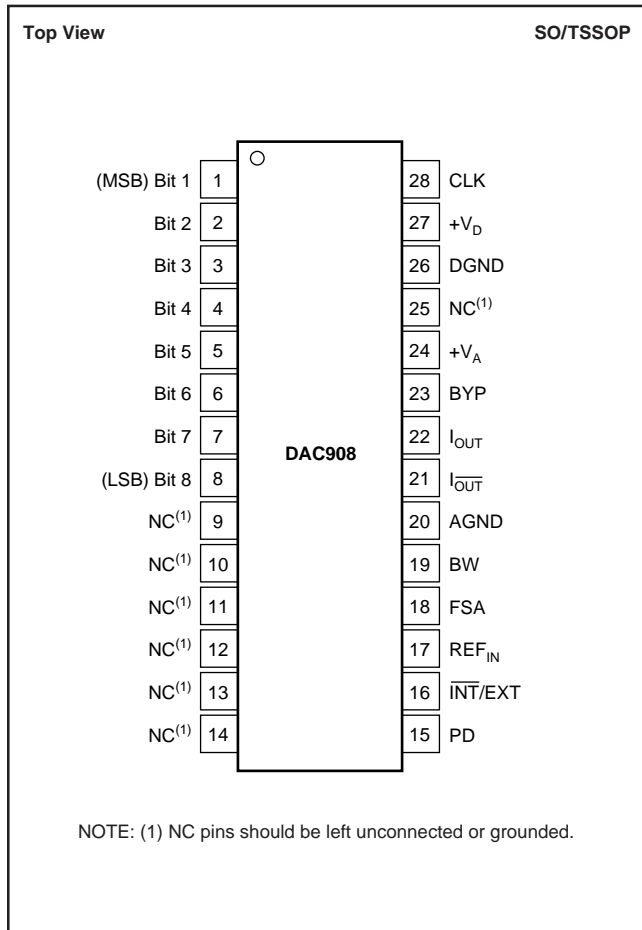 Top View SO/TSSOP
(MSB) Bit 1 1 28 CLK
Bit 2 2 27 +V_D
Bit 3 3 26 DGND
Bit 4 4 25 NC(1)
Bit 5 5 24 +V_A
Bit 6 6 23 BYP
Bit 7 7 22 I_OUT
DAC908
(LSB) Bit 8 8 21 I_O̅U̅T̅
NC(1) 9 20 AGND
NC(1) 10 19 BW
NC(1) 11 18 FSA
NC(1) 12 17 REF_IN
NC(1) 13 16 I̅N̅T̅/EXT
NC(1) 14 15 PD
NOTE: (1) NC pins should be left unconnected or grounded.